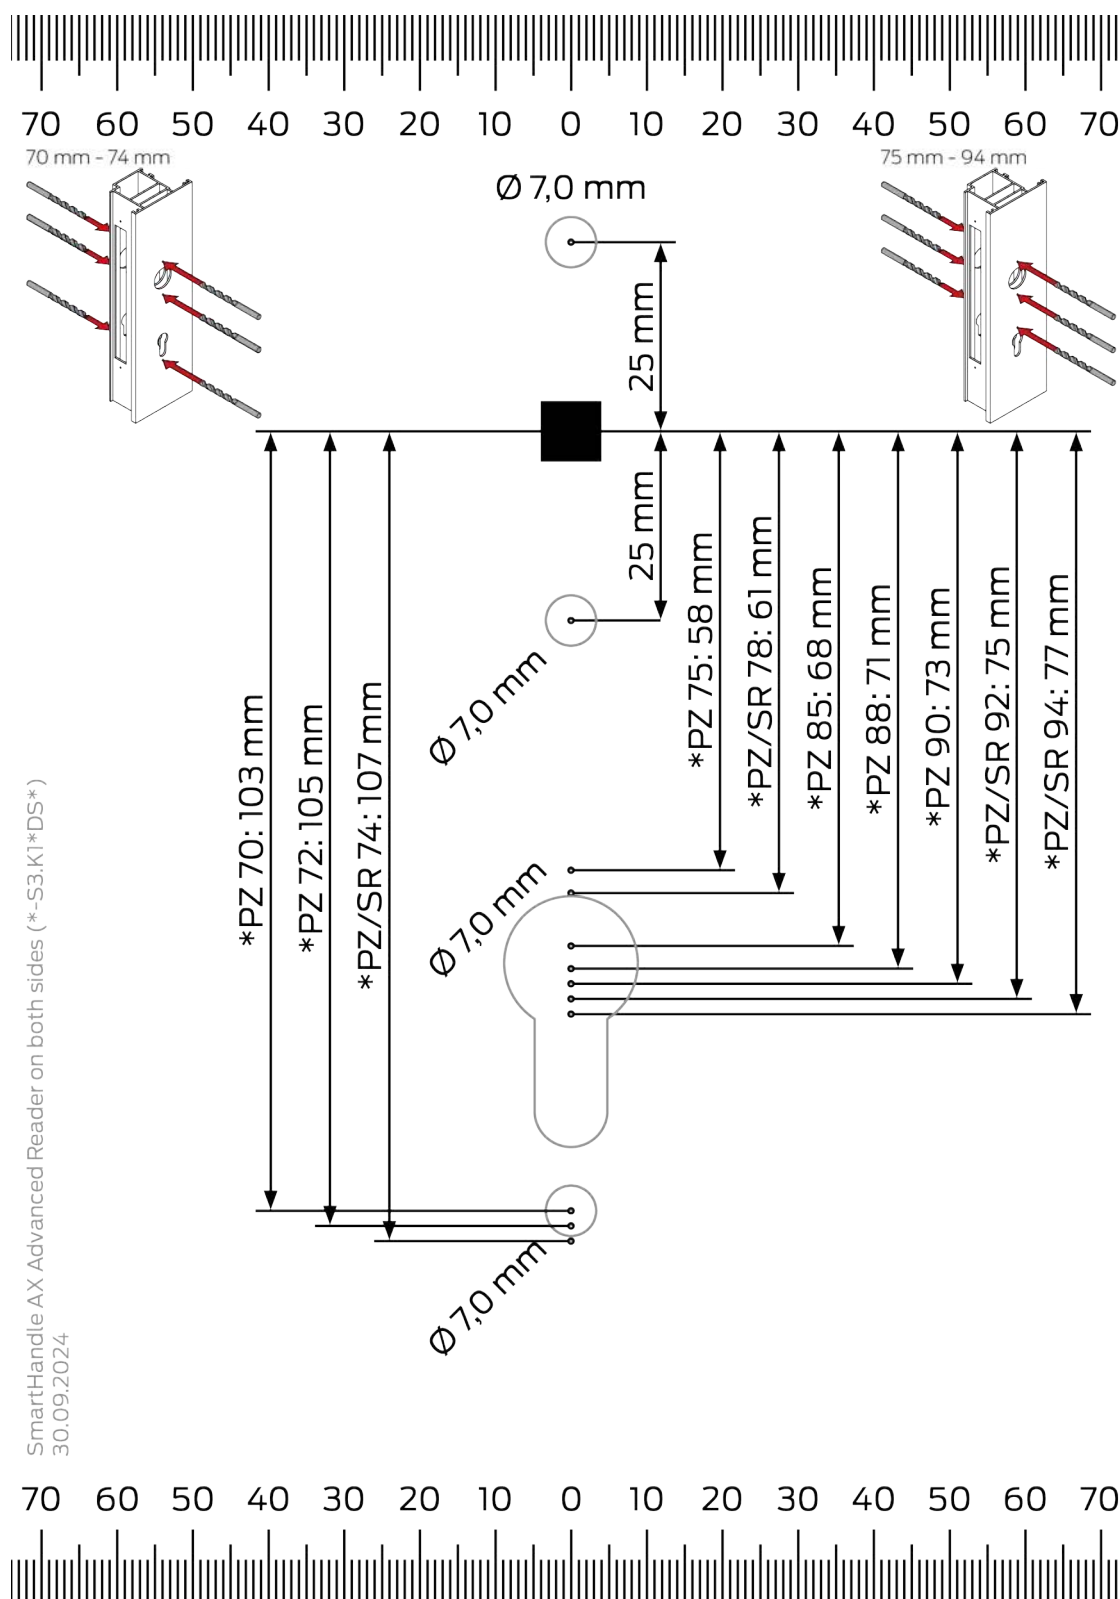 70 60 50 40 30 20 10 0 10 20 30 40 50 60 70
70 mm - 74 mm
75 mm - 94 mm
Ø 7,0 mm
25 mm
25 mm
Ø 7,0 mm
*PZ 75: 58 mm
*PZ/SR 78: 61 mm
*PZ 85: 68 mm
*PZ 88: 71 mm
*PZ 90: 73 mm
*PZ/SR 92: 75 mm
*PZ/SR 94: 77 mm
*PZ 70: 103 mm
*PZ 72: 105 mm
*PZ/SR 74: 107 mm
Ø 7,0 mm
Ø 7,0 mm
SmartHandle AX Advanced Reader on both sides (*-S3.K1*DS*)
30.09.2024
70 60 50 40 30 20 10 0 10 20 30 40 50 60 70